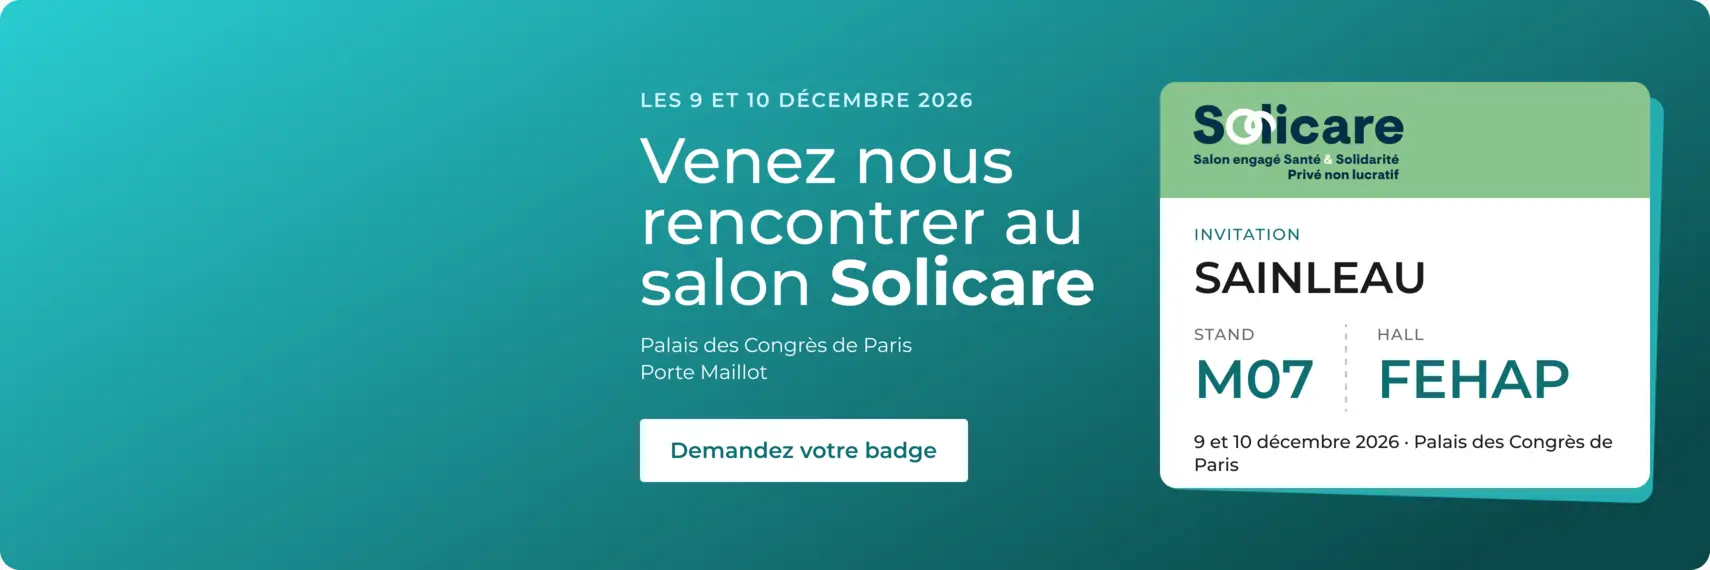 LES 9 ET 10 DÉCEMBRE 2026
Venez nous
rencontrer au
salon Solicare
Palais des Congrès de Paris
Porte Maillot
Demandez votre badge
Solicare
Salon engagé Santé & Solidarité
Privé non lucratif
INVITATION
SAINLEAU
STAND
M07
HALL
FEHAP
9 et 10 décembre 2026 · Palais des Congrès de
Paris